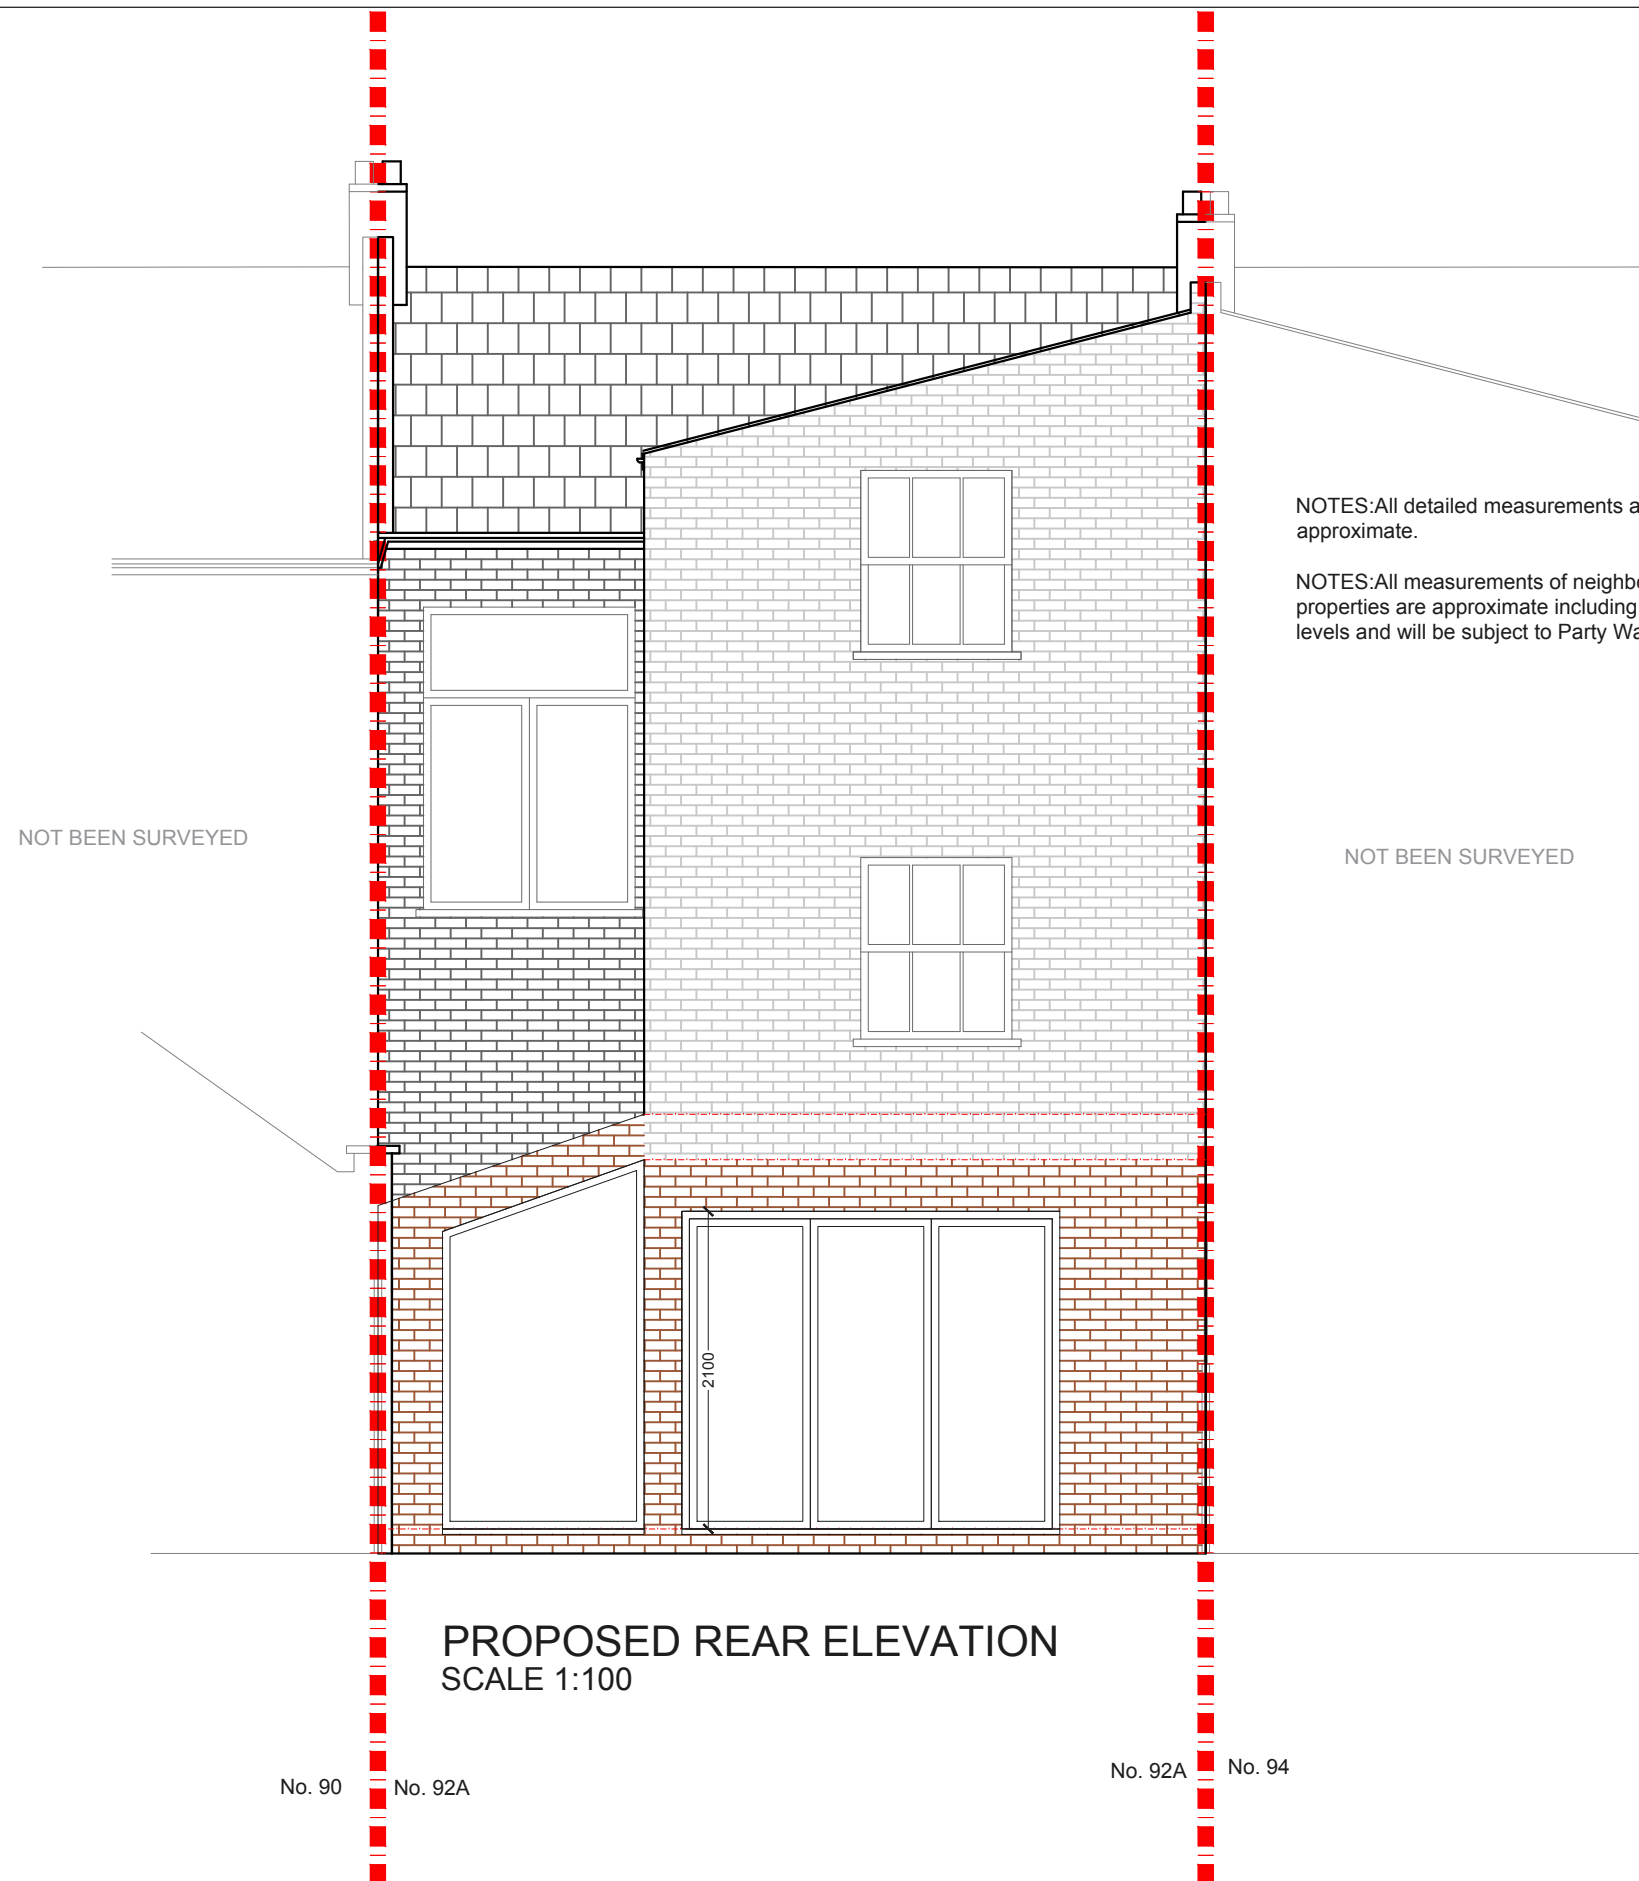 NOTES:All detailed measurements
approximate.
NOTES:All measurements of
properties are approximate including
levels and will be subject to Party
NOT BEEN SURVEYED
NOT BEEN SURVEYED
2100
PROPOSED REAR ELEVATION
SCALE 1:100
No. 90
No. 92A
No. 92A
No. 94